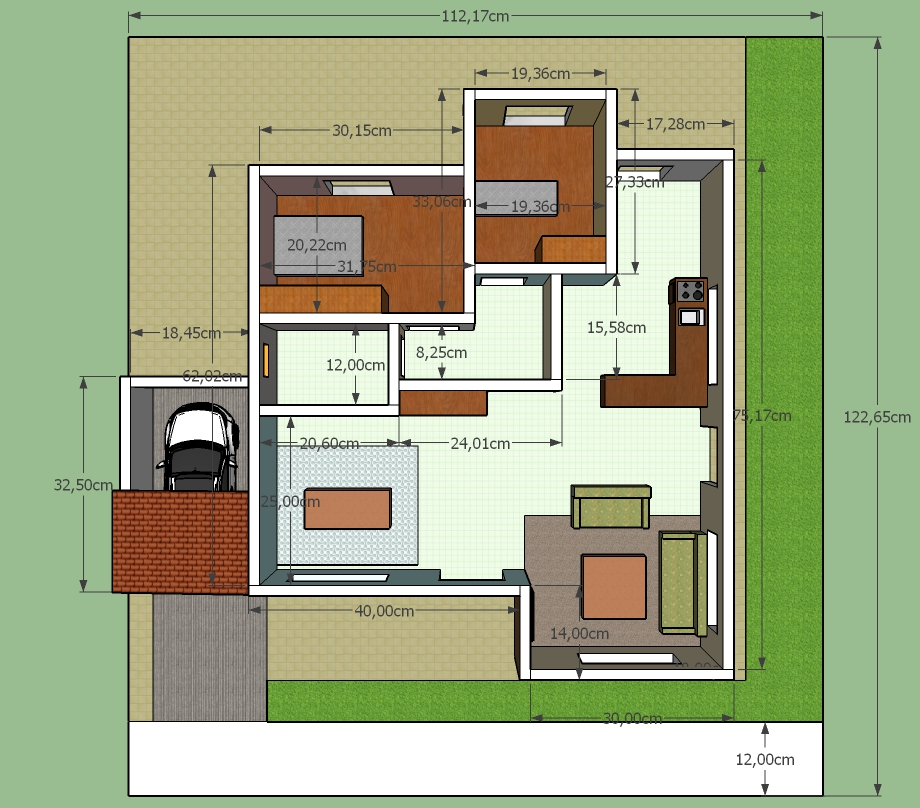 112,17cm
19,36cm
17,28cm
30,15cm
27,33cm
33,06cm
19,36cm
20,22cm
31,75cm
15,58cm
18,45cm
8,25cm
12,00cm
62,02cm
75,17cm
122,65cm
20,60cm
24,01cm
32,50cm
25,00cm
40,00cm
14,00cm
30,00cm
12,00cm